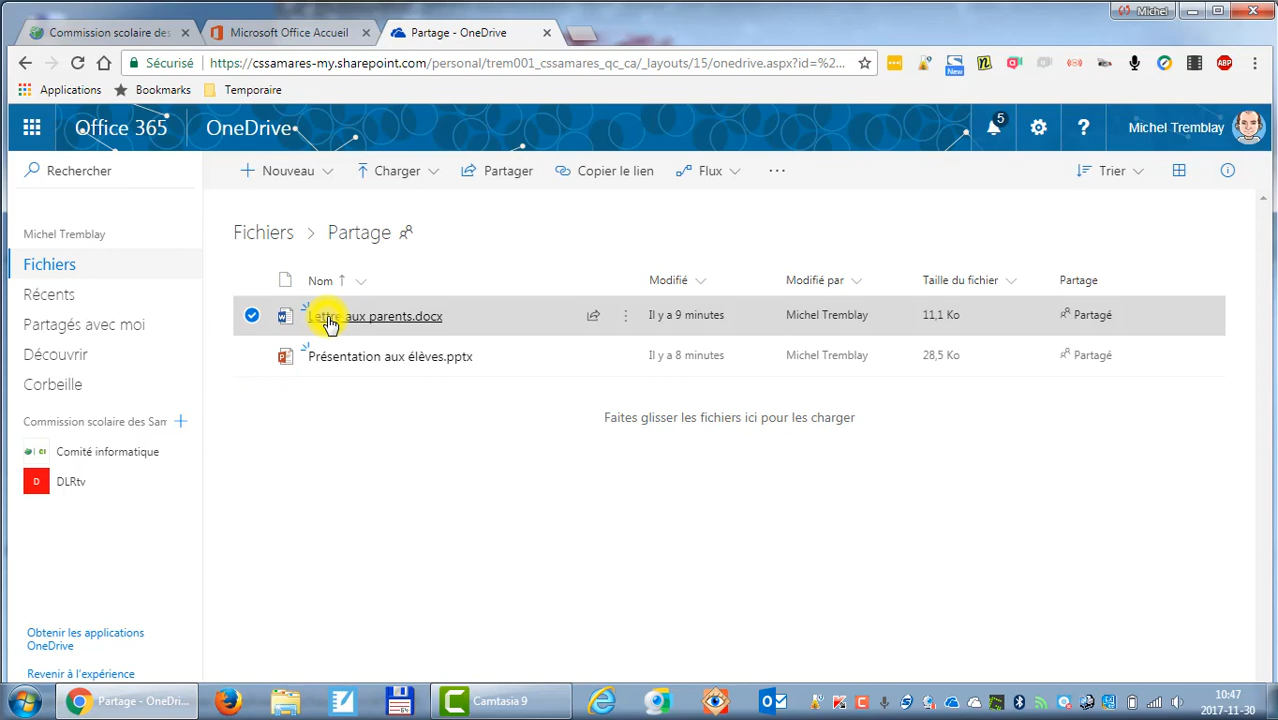 Michel
Commission scolaire des
Microsoft Office Accueil
Partage - OneDrive
Sécurisé
https://cssamares-my.sharepoint.com/personal/trem001_cssamares_qc_ca/_layouts/15/onedrive.aspx?id=%2...
New
ABP
Applications
Bookmarks
Temporaire
Office 365
OneDrive
5
?
Michel Tremblay
Rechercher
Nouveau
Charger
Partager
Copier le lien
Flux
...
Trier
Michel Tremblay
Fichiers
Récents
Partagés avec moi
Découvrir
Corbeille
Commission scolaire des Sam
Comité informatique
D
DLRtv
Obtenir les applications
OneDrive
Revenir à l'expérience
Fichiers > Partage
Nom
Modifié
Modifié par
Taille du fichier
Partage
Lettre aux parents.docx
Il y a 9 minutes
Michel Tremblay
11,1 Ko
Partagé
Présentation aux élèves.pptx
Il y a 8 minutes
Michel Tremblay
28,5 Ko
Partagé
Faites glisser les fichiers ici pour les charger
Partage - OneDri...
Camtasia 9
10:47
2017-11-30